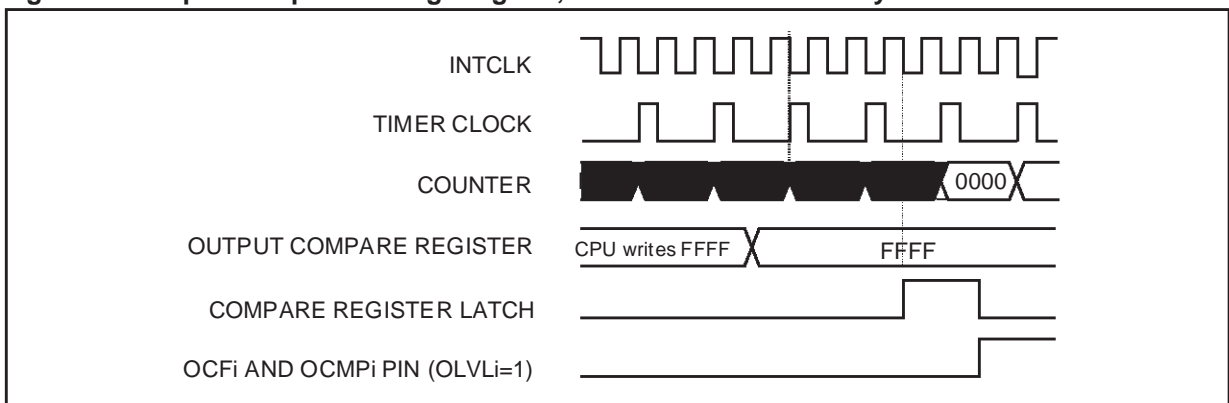 INTCLK
TIMER CLOCK
COUNTER
0000
OUTPUT COMPARE REGISTER
CPU writes FFFF
FFFF
COMPARE REGISTER LATCH
OCFi AND OCMPi PIN (OLVLi=1)